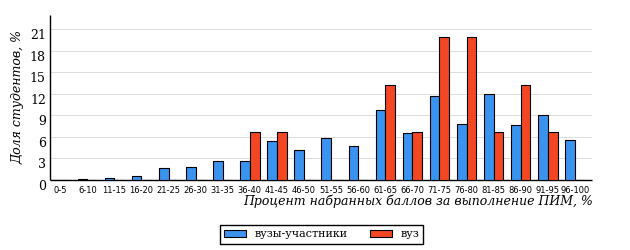 Доля студентов, %
21
18
15
12
9
6
3
0
0-5 6-10 11-15 16-20 21-25 26-30 31-35 36-40 41-45 46-50 51-55 56-60 61-65 66-70 71-75 76-80 81-85 86-90 91-95 96-100
Процент набранных баллов за выполнение ПИМ, %
вузы-участники вуз